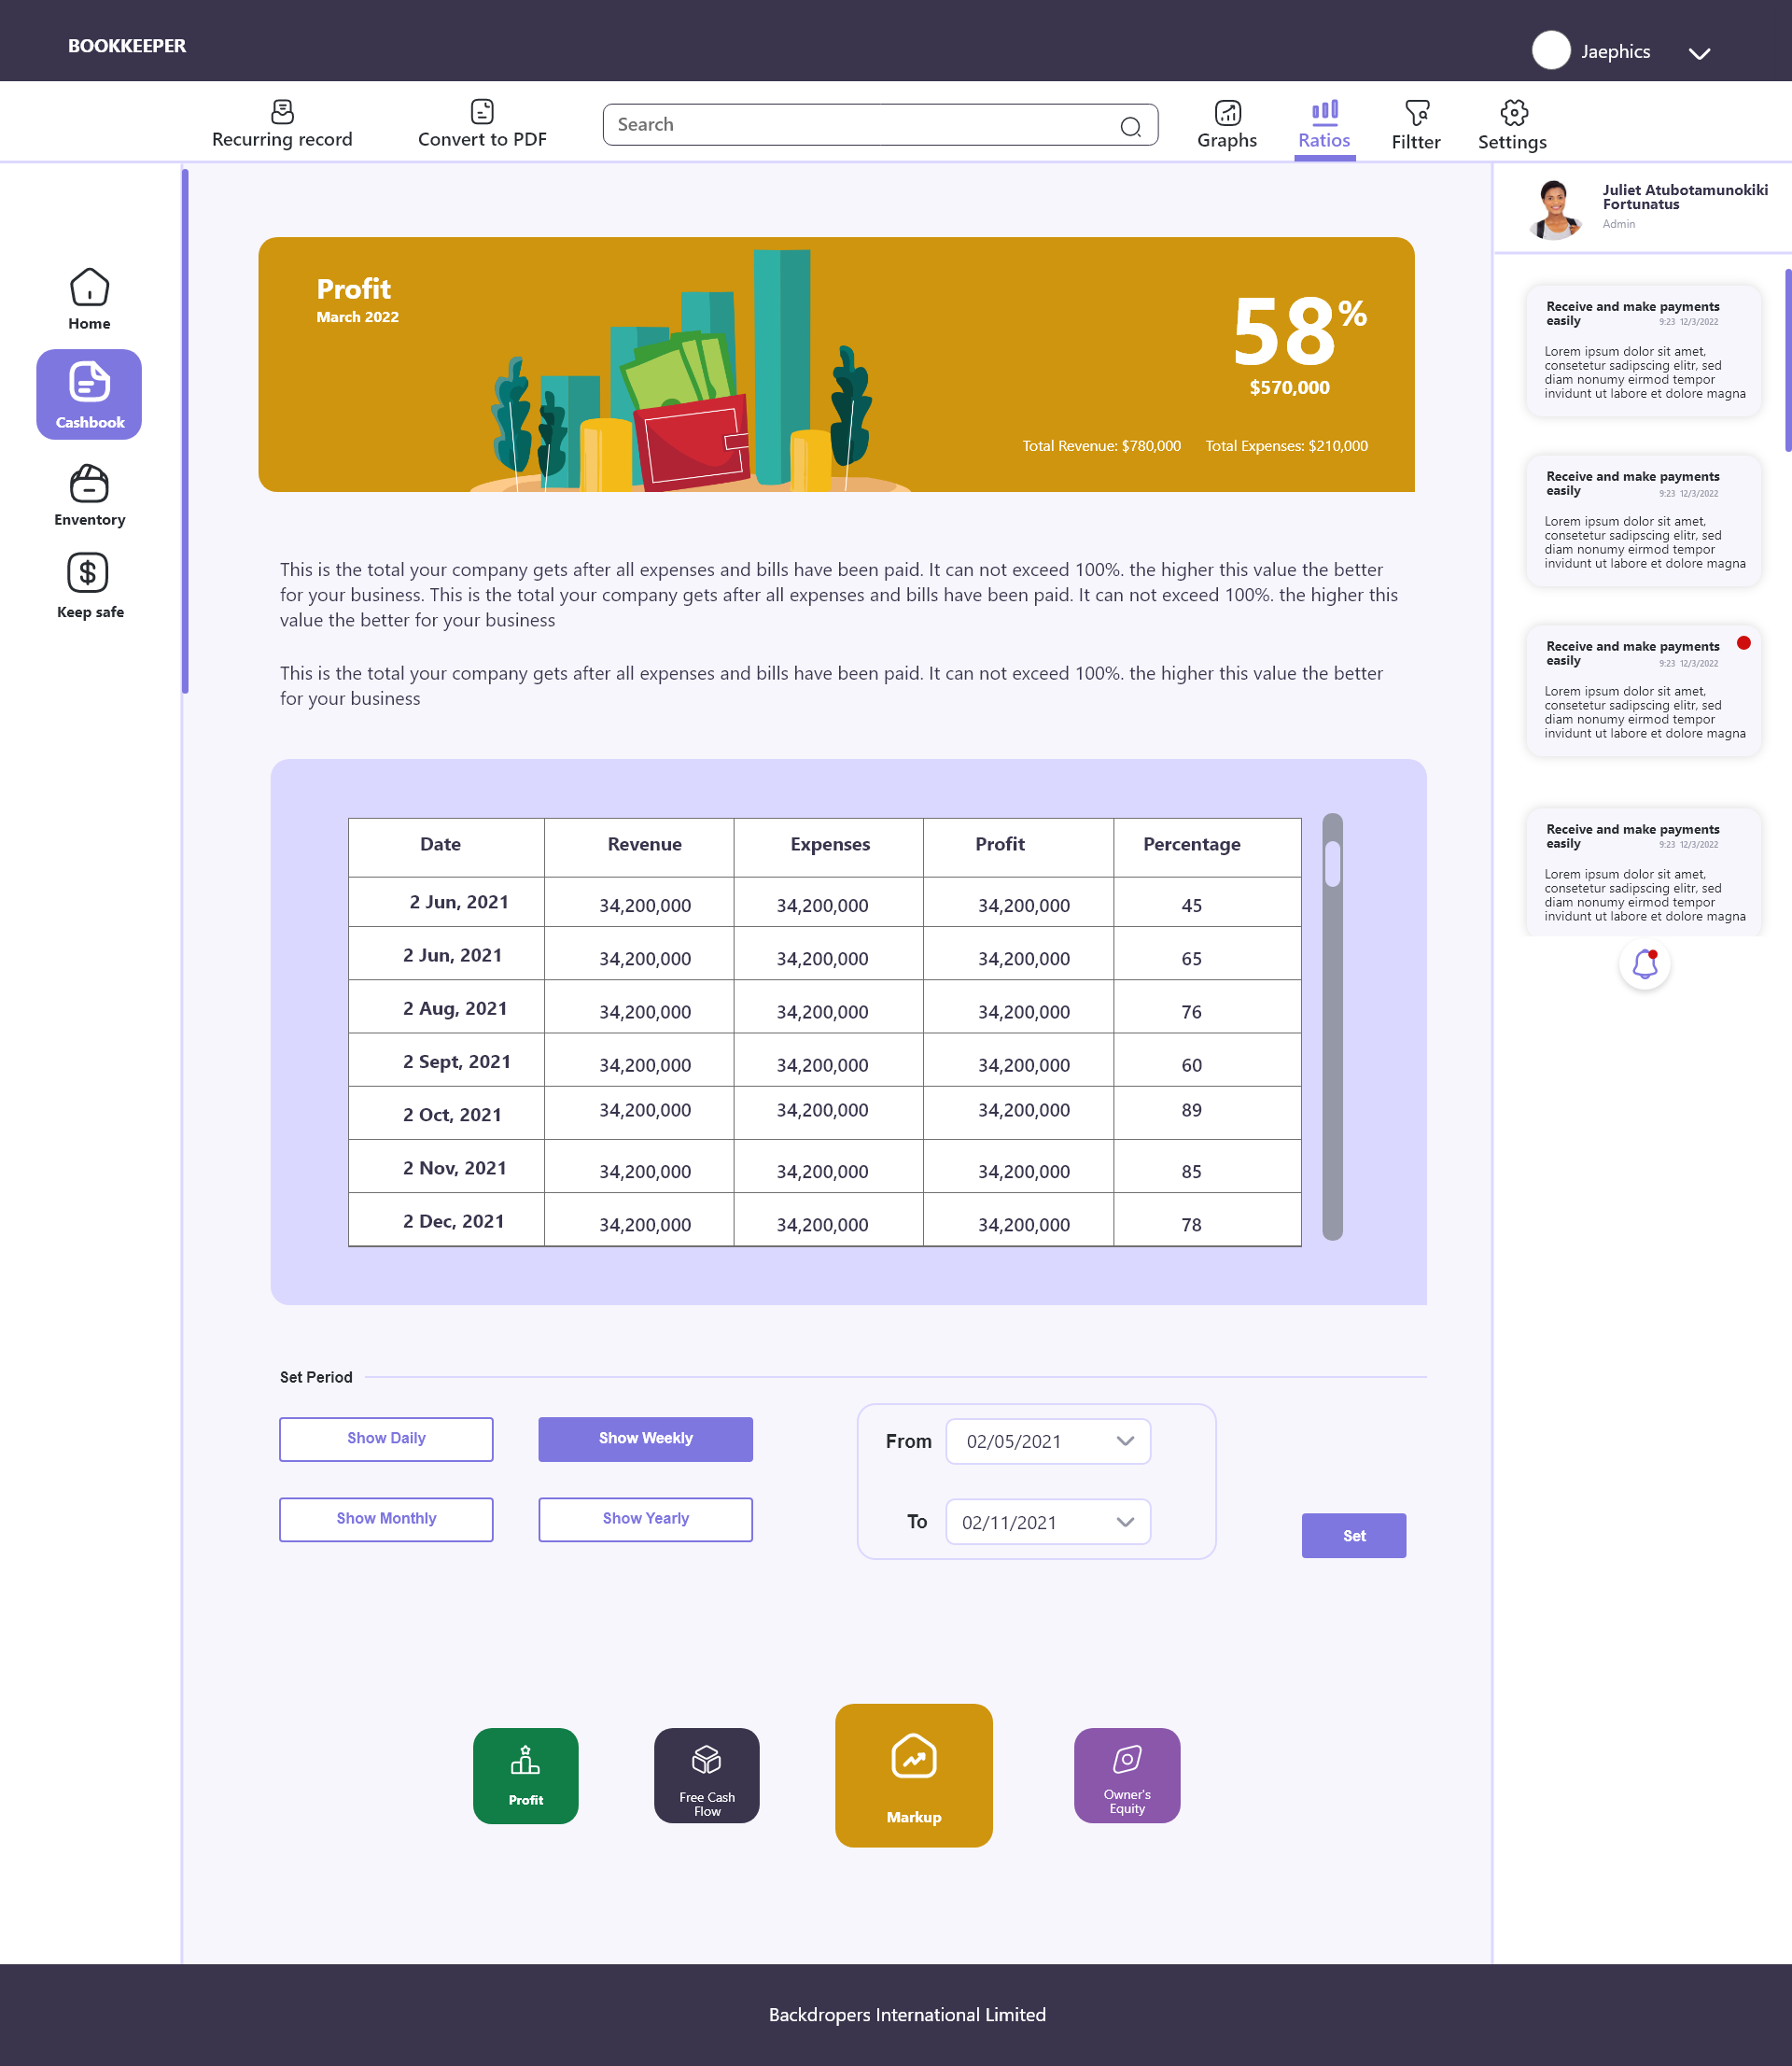 BOOKKEEPER
Jaephics
Recurring record
Convert to PDF
Search
Graphs
Ratios
Filtter
Settings
Home
Cashbook
Enventory
Keep safe
Profit
March 2022
58%
$570,000
Total Revenue: $780,000 Total Expenses: $210,000
This is the total your company gets after all expenses and bills have been paid. It can not exceed 100%. the higher this value the better
for your business. This is the total your company gets after all expenses and bills have been paid. It can not exceed 100%. the higher this
value the better for your business
This is the total your company gets after all expenses and bills have been paid. It can not exceed 100%. the higher this value the better
for your business
Date Revenue Expenses Profit Percentage
2 Jun, 2021 34,200,000 34,200,000 34,200,000 45
2 Jun, 2021 34,200,000 34,200,000 34,200,000 65
2 Aug, 2021 34,200,000 34,200,000 34,200,000 76
2 Sept, 2021 34,200,000 34,200,000 34,200,000 60
2 Oct, 2021 34,200,000 34,200,000 34,200,000 89
2 Nov, 2021 34,200,000 34,200,000 34,200,000 85
2 Dec, 2021 34,200,000 34,200,000 34,200,000 78
Set Period
Show Daily
Show Weekly
Show Monthly
Show Yearly
From 02/05/2021
To 02/11/2021
Set
Profit
Free Cash
Flow
Markup
Owner's
Equity
Juliet Atubotamunokiki
Fortunatus
Admin
Receive and make payments
easily 9:23 12/3/2022
Lorem ipsum dolor sit amet,
consetetur sadipscing elitr, sed
diam nonumy eirmod tempor
invidunt ut labore et dolore magna
Receive and make payments
easily 9:23 12/3/2022
Lorem ipsum dolor sit amet,
consetetur sadipscing elitr, sed
diam nonumy eirmod tempor
invidunt ut labore et dolore magna
Receive and make payments
easily 9:23 12/3/2022
Lorem ipsum dolor sit amet,
consetetur sadipscing elitr, sed
diam nonumy eirmod tempor
invidunt ut labore et dolore magna
Receive and make payments
easily 9:23 12/3/2022
Lorem ipsum dolor sit amet,
consetetur sadipscing elitr, sed
diam nonumy eirmod tempor
invidunt ut labore et dolore magna
Backdropers International Limited